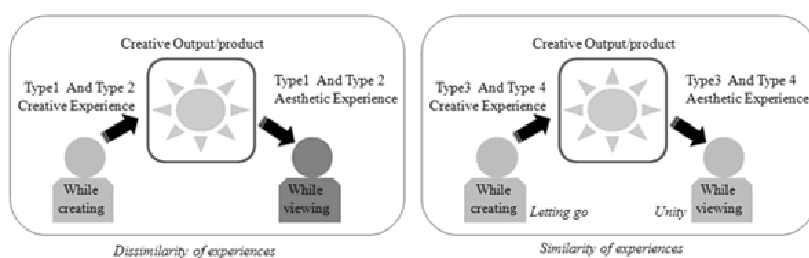 Creative Output/product
Type1 And Type 2
Creative Experience
Type1 And Type 2
Aesthetic Experience
While
creating
While
viewing
Dissimilarity of experiences
Creative Output/product
Type3 And Type 4
Creative Experience
Type3 And Type 4
Aesthetic Experience
While
creating
Letting go
Unity
While
viewing
Similarity of experiences